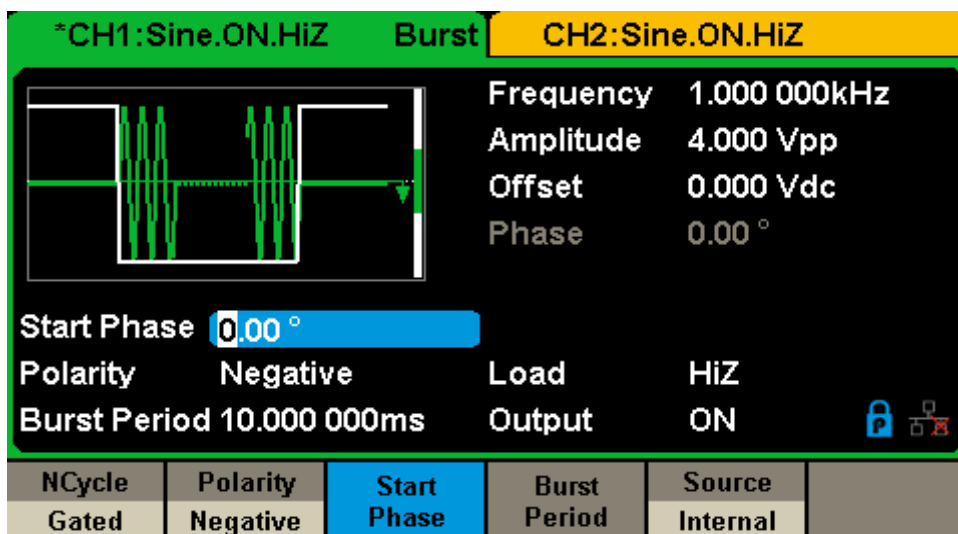 *CH1:Sine.ON.HiZ Burst CH2:Sine.ON.HiZ
Frequency 1.000 000kHz
Amplitude 4.000 Vpp
Offset 0.000 Vdc
Phase 0.00 °
Start Phase 0.00 °
Polarity Negative Load HiZ
Burst Period 10.000 000ms Output ON P
NCycle Polarity Start Burst Source
Gated Negative Phase Period Internal